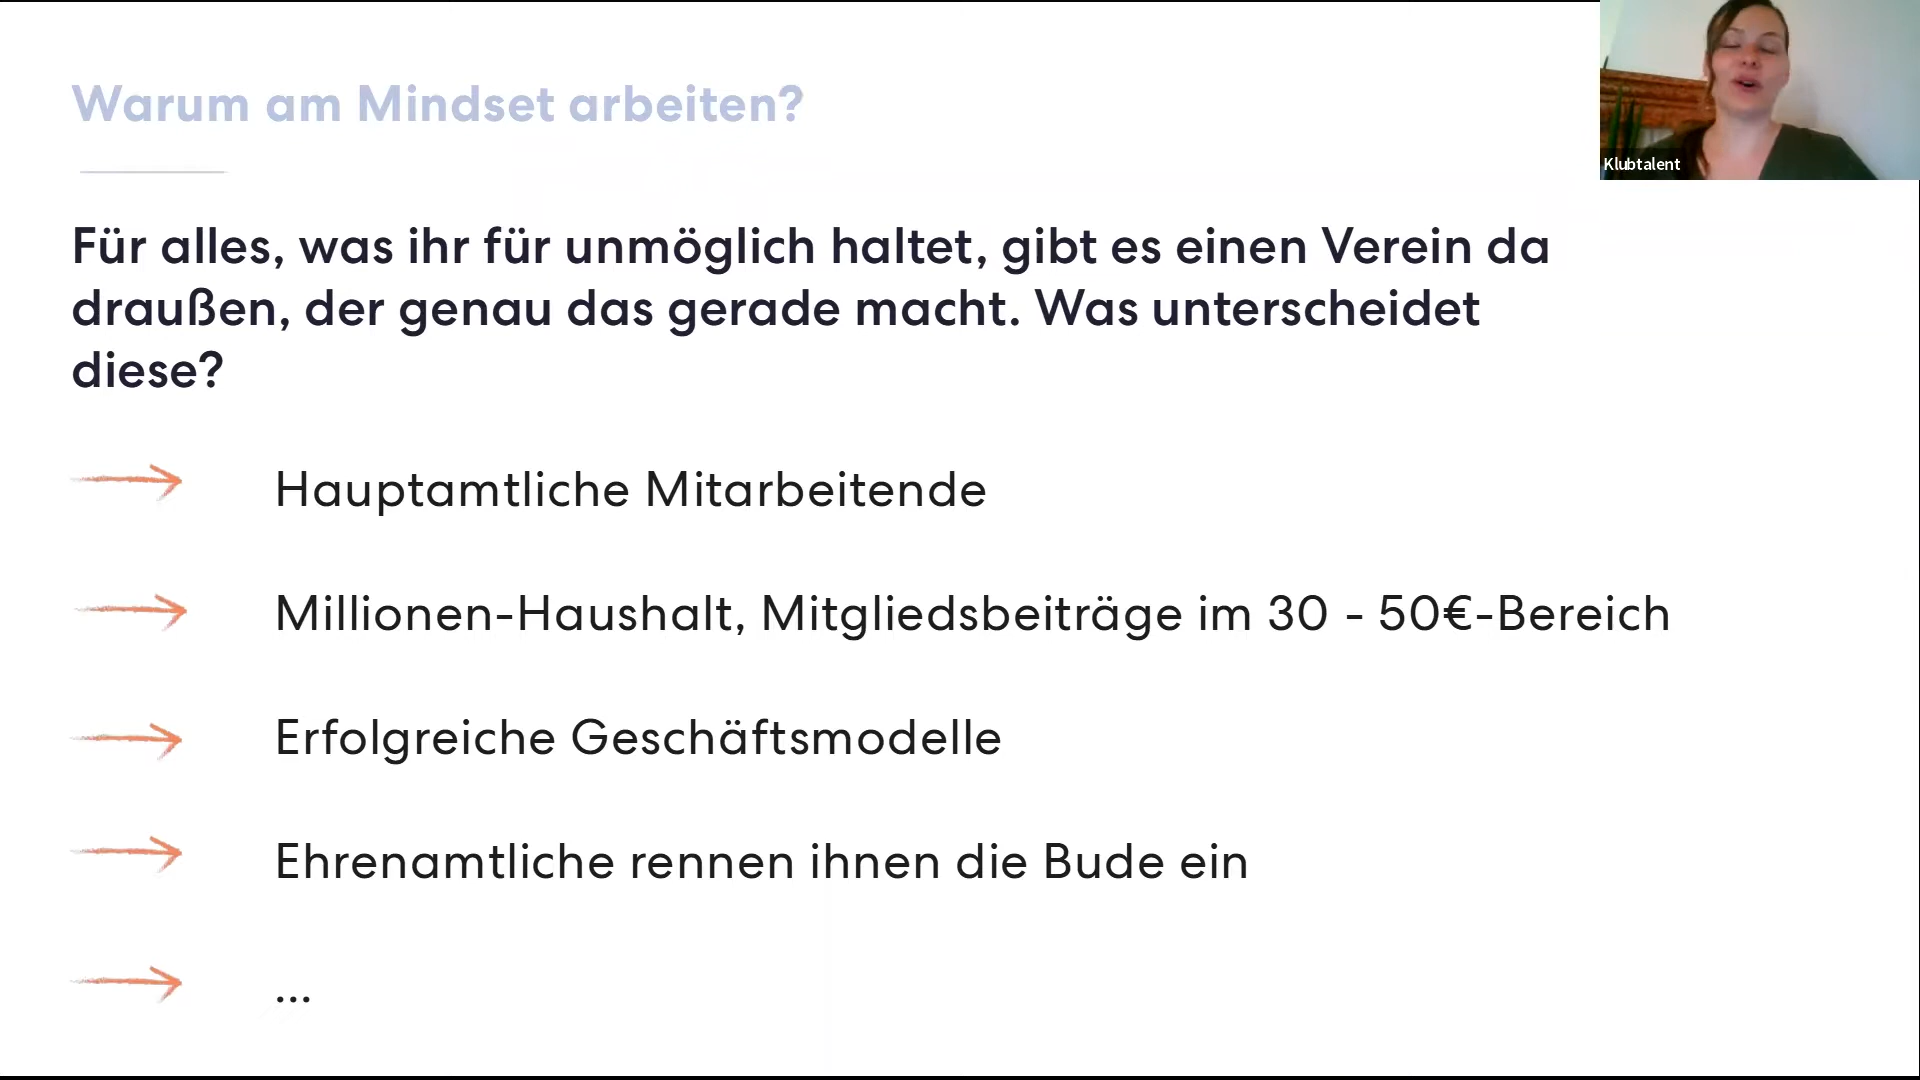 Warum am Mindset arbeiten?
Klubtalent
Für alles, was ihr für unmöglich haltet, gibt es einen Verein da
draußen, der genau das gerade macht. Was unterscheidet
diese?
Hauptamtliche Mitarbeitende
Millionen-Haushalt, Mitgliedsbeiträge im 30 - 50€-Bereich
Erfolgreiche Geschäftsmodelle
Ehrenamtliche rennen ihnen die Bude ein
...